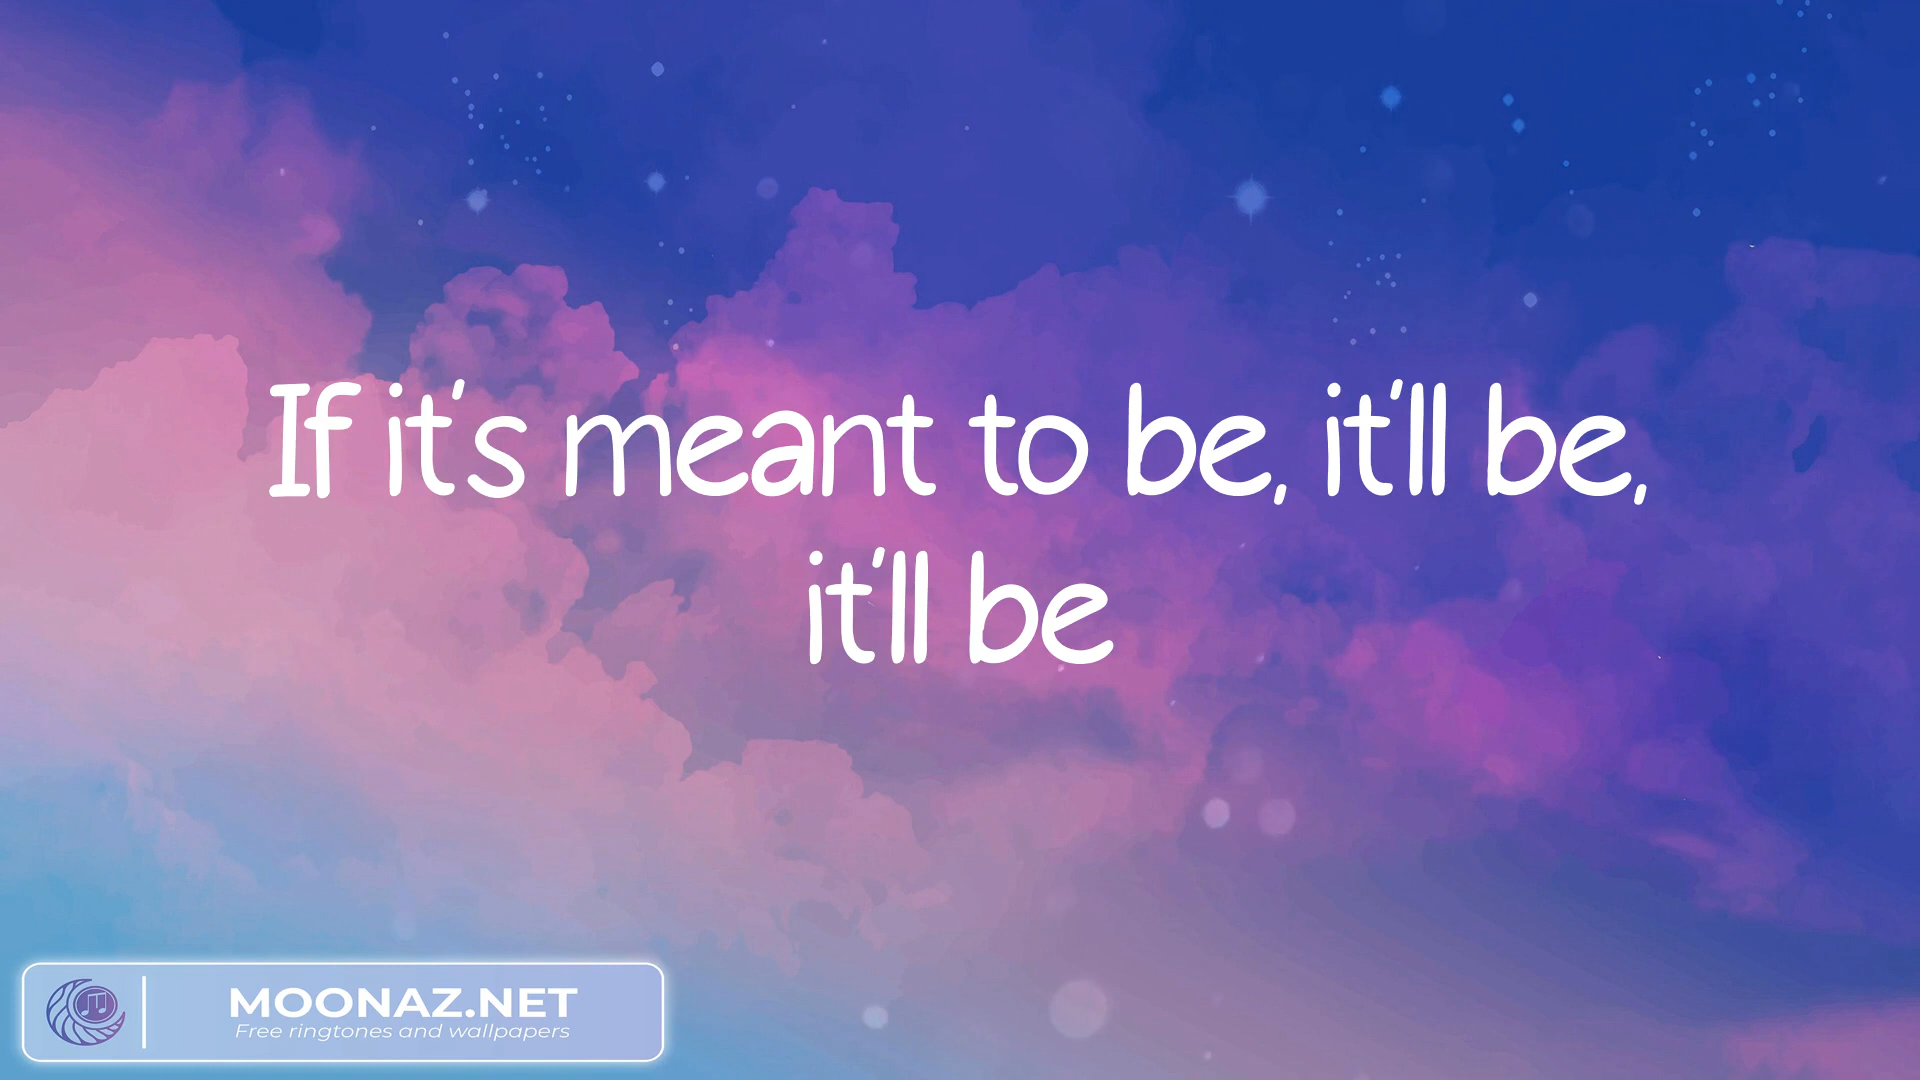 If it's meant to be, it'll be,
it'll be
MOONAZ.NET
Free ringtones and wallpapers